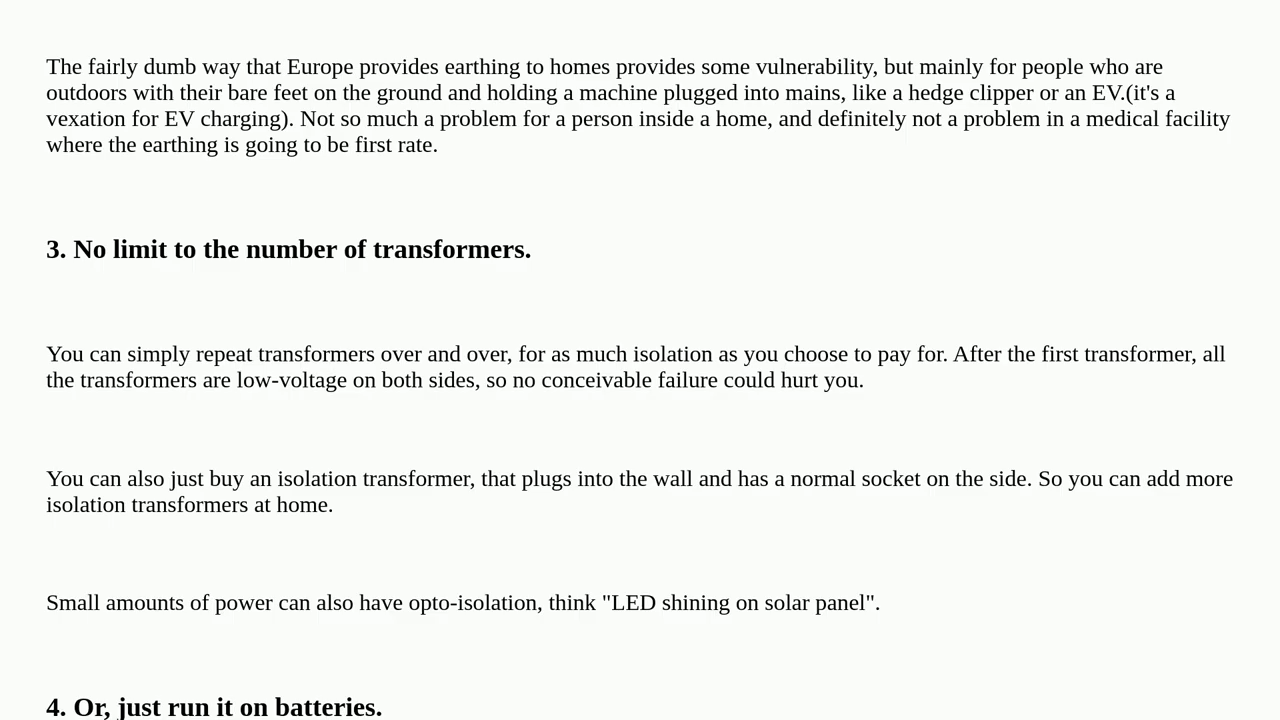 The fairly dumb way that Europe provides earthing to homes provides some vulnerability, but mainly for people who are
outdoors with their bare feet on the ground and holding a machine plugged into mains, like a hedge clipper or an EV.(it's a
vexation for EV charging). Not so much a problem for a person inside a home, and definitely not a problem in a medical facility
where the earthing is going to be first rate.
3. No limit to the number of transformers.
You can simply repeat transformers over and over, for as much isolation as you choose to pay for. After the first transformer, all
the transformers are low-voltage on both sides, so no conceivable failure could hurt you.
You can also just buy an isolation transformer, that plugs into the wall and has a normal socket on the side. So you can add more
isolation transformers at home.
Small amounts of power can also have opto-isolation, think "LED shining on solar panel".
4. Or, just run it on batteries.